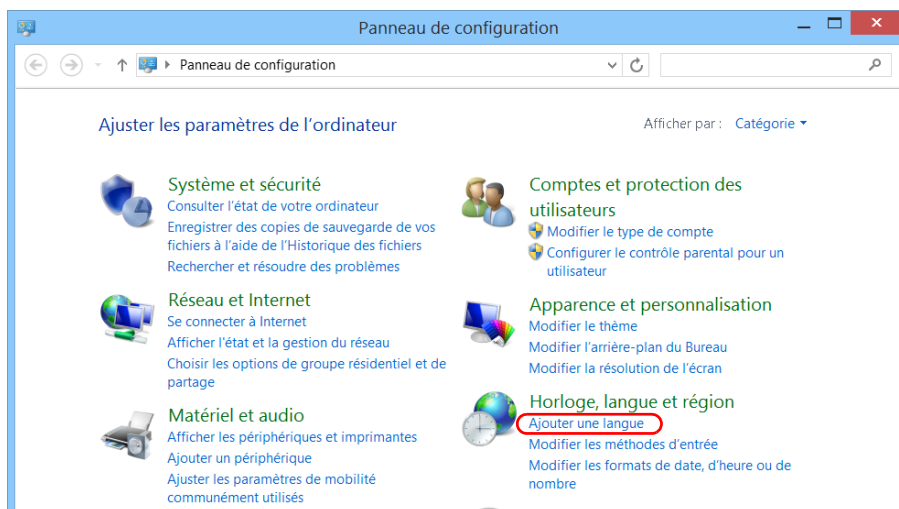 Panneau de configuration
Panneau de configuration
Ajuster les paramètres de l'ordinateur
Afficher par : Catégorie
Système et sécurité
Consulter l'état de votre ordinateur
Enregistrer des copies de sauvegarde de vos
fichiers à l'aide de l'Historique des fichiers
Rechercher et résoudre des problèmes
Réseau et Internet
Se connecter à Internet
Afficher l'état et la gestion du réseau
Choisir les options de groupe résidentiel et de
partage
Matériel et audio
Afficher les périphériques et imprimantes
Ajouter un périphérique
Ajuster les paramètres de mobilité
communément utilisés
Comptes et protection des
utilisateurs
Modifier le type de compte
Configurer le contrôle parental pour un
utilisateur
Apparence et personnalisation
Modifier le thème
Modifier l'arrière-plan du Bureau
Modifier la résolution de l'écran
Horloge, langue et région
Ajouter une langue
Modifier les méthodes d'entrée
Modifier les formats de date, d'heure ou de
nombre